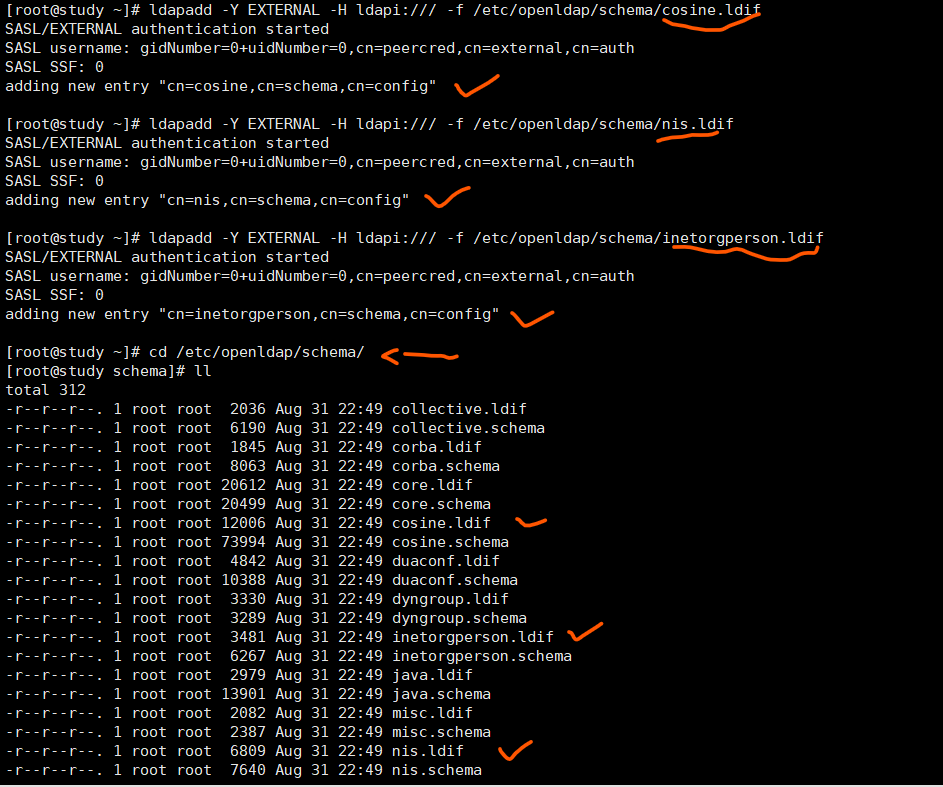 [root@study ~]# ldapadd -Y EXTERNAL -H ldapi:/// -f /etc/openldap/schema/cosine.ldif
SASL/EXTERNAL authentication started
SASL username: gidNumber=0+uidNumber=0,cn=peercred,cn=external,cn=auth
SASL SSF: 0
adding new entry "cn=cosine,cn=schema,cn=config"
[root@study ~]# ldapadd -Y EXTERNAL -H ldapi:/// -f /etc/openldap/schema/nis.ldif
SASL/EXTERNAL authentication started
SASL username: gidNumber=0+uidNumber=0,cn=peercred,cn=external,cn=auth
SASL SSF: 0
adding new entry "cn=nis,cn=schema,cn=config"
[root@study ~]# ldapadd -Y EXTERNAL -H ldapi:/// -f /etc/openldap/schema/inetorgperson.ldif
SASL/EXTERNAL authentication started
SASL username: gidNumber=0+uidNumber=0,cn=peercred,cn=external,cn=auth
SASL SSF: 0
adding new entry "cn=inetorgperson,cn=schema,cn=config"
[root@study ~]# cd /etc/openldap/schema/
[root@study schema]# ll
total 312
-r--r--r--. 1 root root  2036 Aug 31 22:49 collective.ldif
-r--r--r--. 1 root root  6190 Aug 31 22:49 collective.schema
-r--r--r--. 1 root root  1845 Aug 31 22:49 corba.ldif
-r--r--r--. 1 root root  8063 Aug 31 22:49 corba.schema
-r--r--r--. 1 root root 20612 Aug 31 22:49 core.ldif
-r--r--r--. 1 root root 20499 Aug 31 22:49 core.schema
-r--r--r--. 1 root root 12006 Aug 31 22:49 cosine.ldif
-r--r--r--. 1 root root 73994 Aug 31 22:49 cosine.schema
-r--r--r--. 1 root root  4842 Aug 31 22:49 duaconf.ldif
-r--r--r--. 1 root root 10388 Aug 31 22:49 duaconf.schema
-r--r--r--. 1 root root  3330 Aug 31 22:49 dyngroup.ldif
-r--r--r--. 1 root root  3289 Aug 31 22:49 dyngroup.schema
-r--r--r--. 1 root root  3481 Aug 31 22:49 inetorgperson.ldif
-r--r--r--. 1 root root  6267 Aug 31 22:49 inetorgperson.schema
-r--r--r--. 1 root root  2979 Aug 31 22:49 java.ldif
-r--r--r--. 1 root root 13901 Aug 31 22:49 java.schema
-r--r--r--. 1 root root  2082 Aug 31 22:49 misc.ldif
-r--r--r--. 1 root root  2387 Aug 31 22:49 misc.schema
-r--r--r--. 1 root root  6809 Aug 31 22:49 nis.ldif
-r--r--r--. 1 root root  7640 Aug 31 22:49 nis.schema